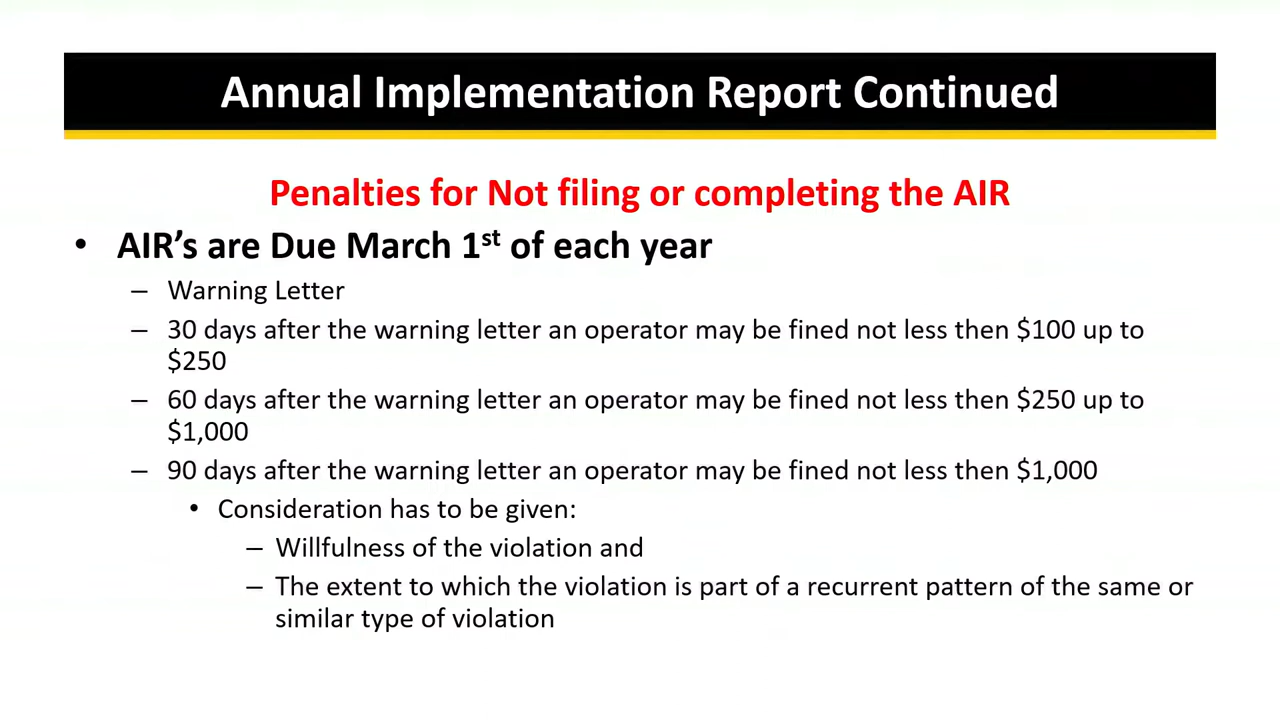 Annual Implementation Report Continued
Penalties for Not filing or completing the AIR
• AIR’s are Due March 1st of each year
– Warning Letter
– 30 days after the warning letter an operator may be fined not less then $100 up to
$250
– 60 days after the warning letter an operator may be fined not less then $250 up to
$1,000
– 90 days after the warning letter an operator may be fined not less then $1,000
• Consideration has to be given:
– Willfulness of the violation and
– The extent to which the violation is part of a recurrent pattern of the same or
similar type of violation